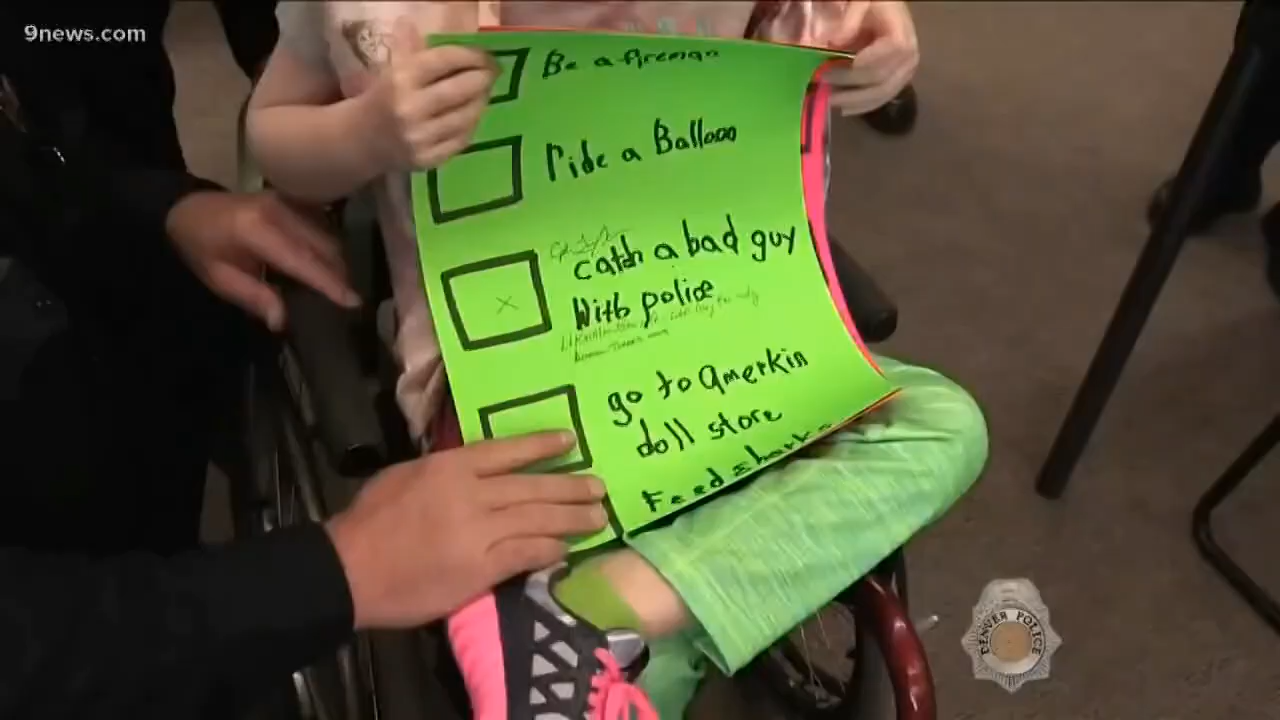 9news.com
Be a fireman
Ride a Balloon
catch a bad guy
With police
go to amerkin
doll store
Feed sharks
DENVER POLICE